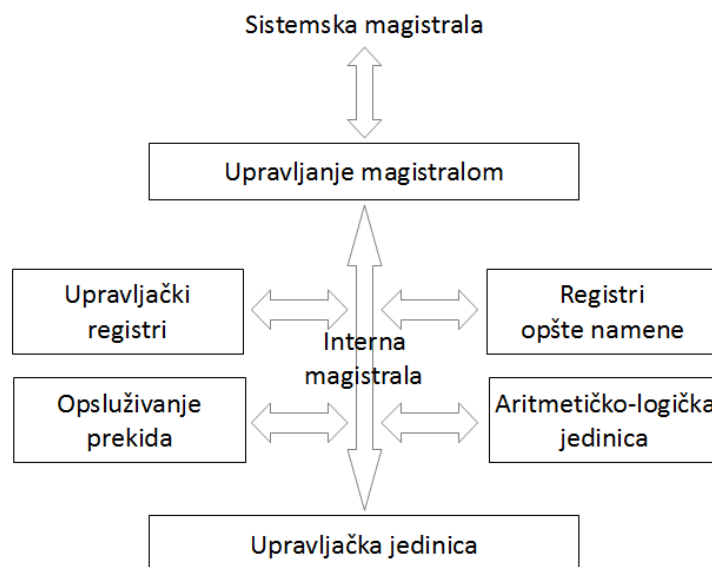 Sistemska magistrala
Upravljanje magistralom
Upravljački
registri
Registri
opšte namene
Interna
magistrala
Opsluživanje
prekida
Aritmetičko-logička
jedinica
Upravljačka jedinica